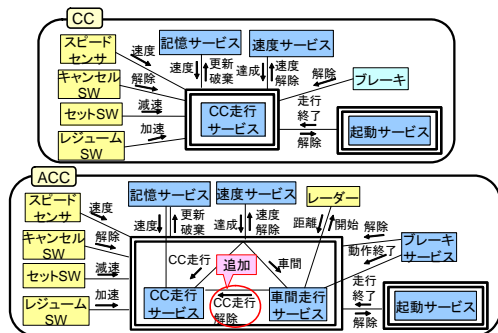 CC
スピード
センサ
キャンセル
SW
セットSW
レジューム
SW
速度
解除
減速
加速
記憶サービス
速度サービス
速度
更新
破棄
達成
速度
解除
解除
ブレーキ
CC走行
サービス
走行
終了
解除
起動サービス
ACC
スピード
センサ
キャンセル
SW
セットSW
レジューム
SW
速度
解除
減速
加速
記憶サービス
速度サービス
レーダー
速度
更新
破棄
達成
速度
解除
距離
開始
解除
動作終了
ブレーキ
サービス
CC走行
追加
車間
CC走行
サービス
CC走行
解除
車間走行
サービス
走行
終了
解除
起動サービス